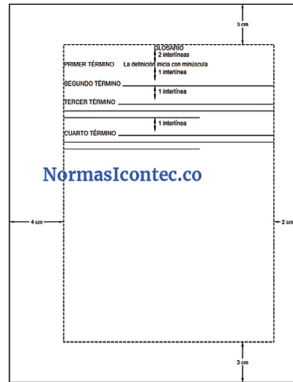 3 cm
GLOSARIO
2 interlíneas
PRIMER TÉRMINO La definición inicia con minúscula
1 interlínea
SEGUNDO TÉRMINO
1 interlínea
TERCER TÉRMINO
1 interlínea
CUARTO TÉRMINO
NormasIcontec.co
4 cm
2 cm
3 cm